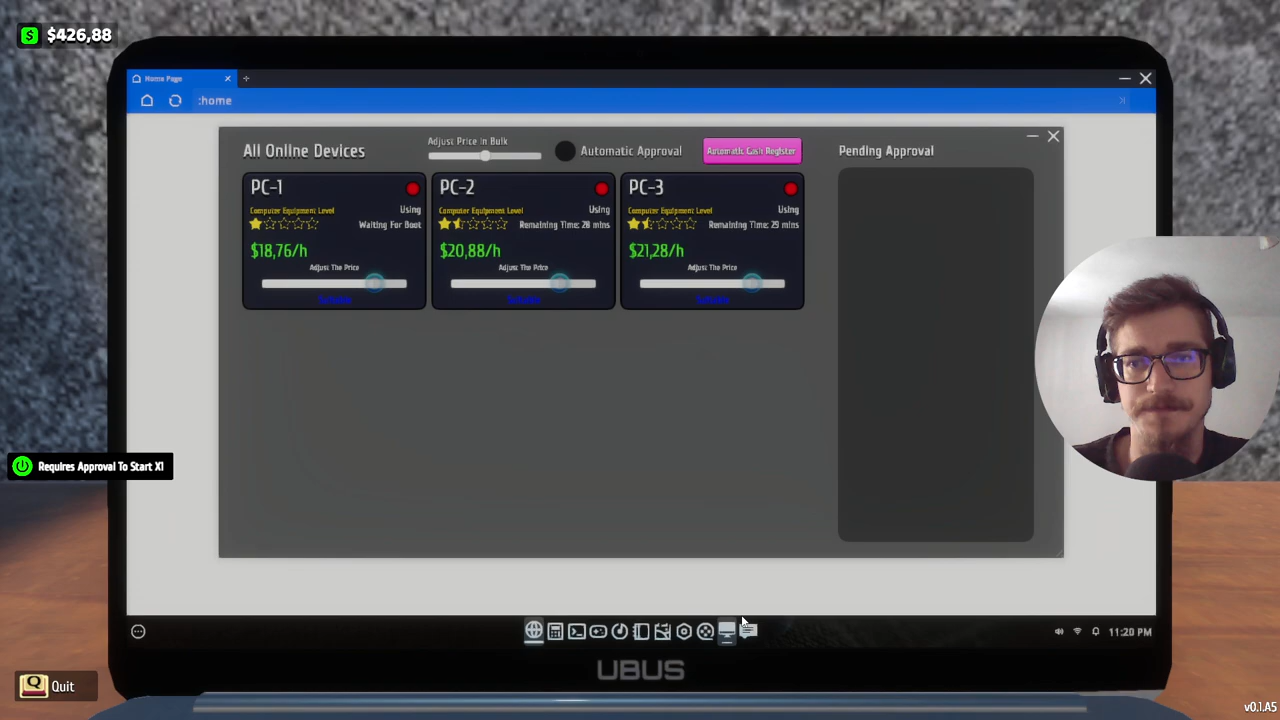 $426,88
Home Page
:home
All Online Devices
Adjust Price in Bulk
Automatic Approval
Automatic Cash Register
Pending Approval
PC-1
Computer Equipment Level
Using
Waiting For Boot
$18,76/h
Adjust The Price
PC-2
Computer Equipment Level
Using
Remaining Time: 28 mins
$20,88/h
Adjust The Price
PC-3
Computer Equipment Level
Using
Remaining Time: 29 mins
$21,28/h
Adjust The Price
Requires Approval To Start X!
11:20 PM
UBUS
Q Quit
v0.1.A5